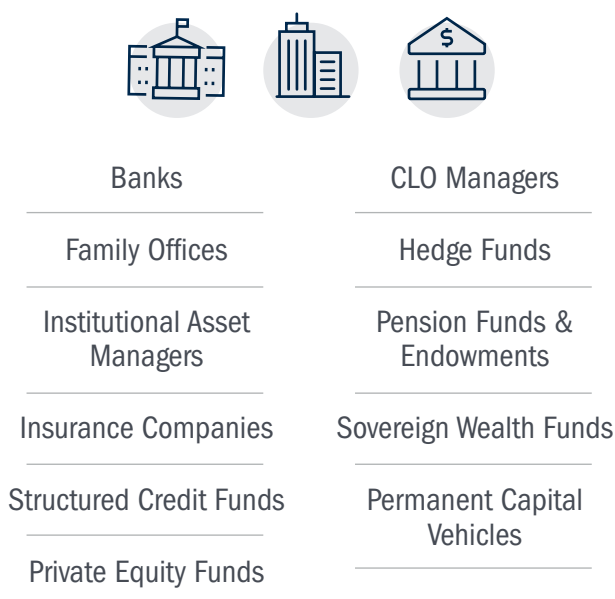 $
Banks
Family Offices
Institutional Asset
Managers
Insurance Companies
Structured Credit Funds
Private Equity Funds
CLO Managers
Hedge Funds
Pension Funds &
Endowments
Sovereign Wealth Funds
Permanent Capital
Vehicles